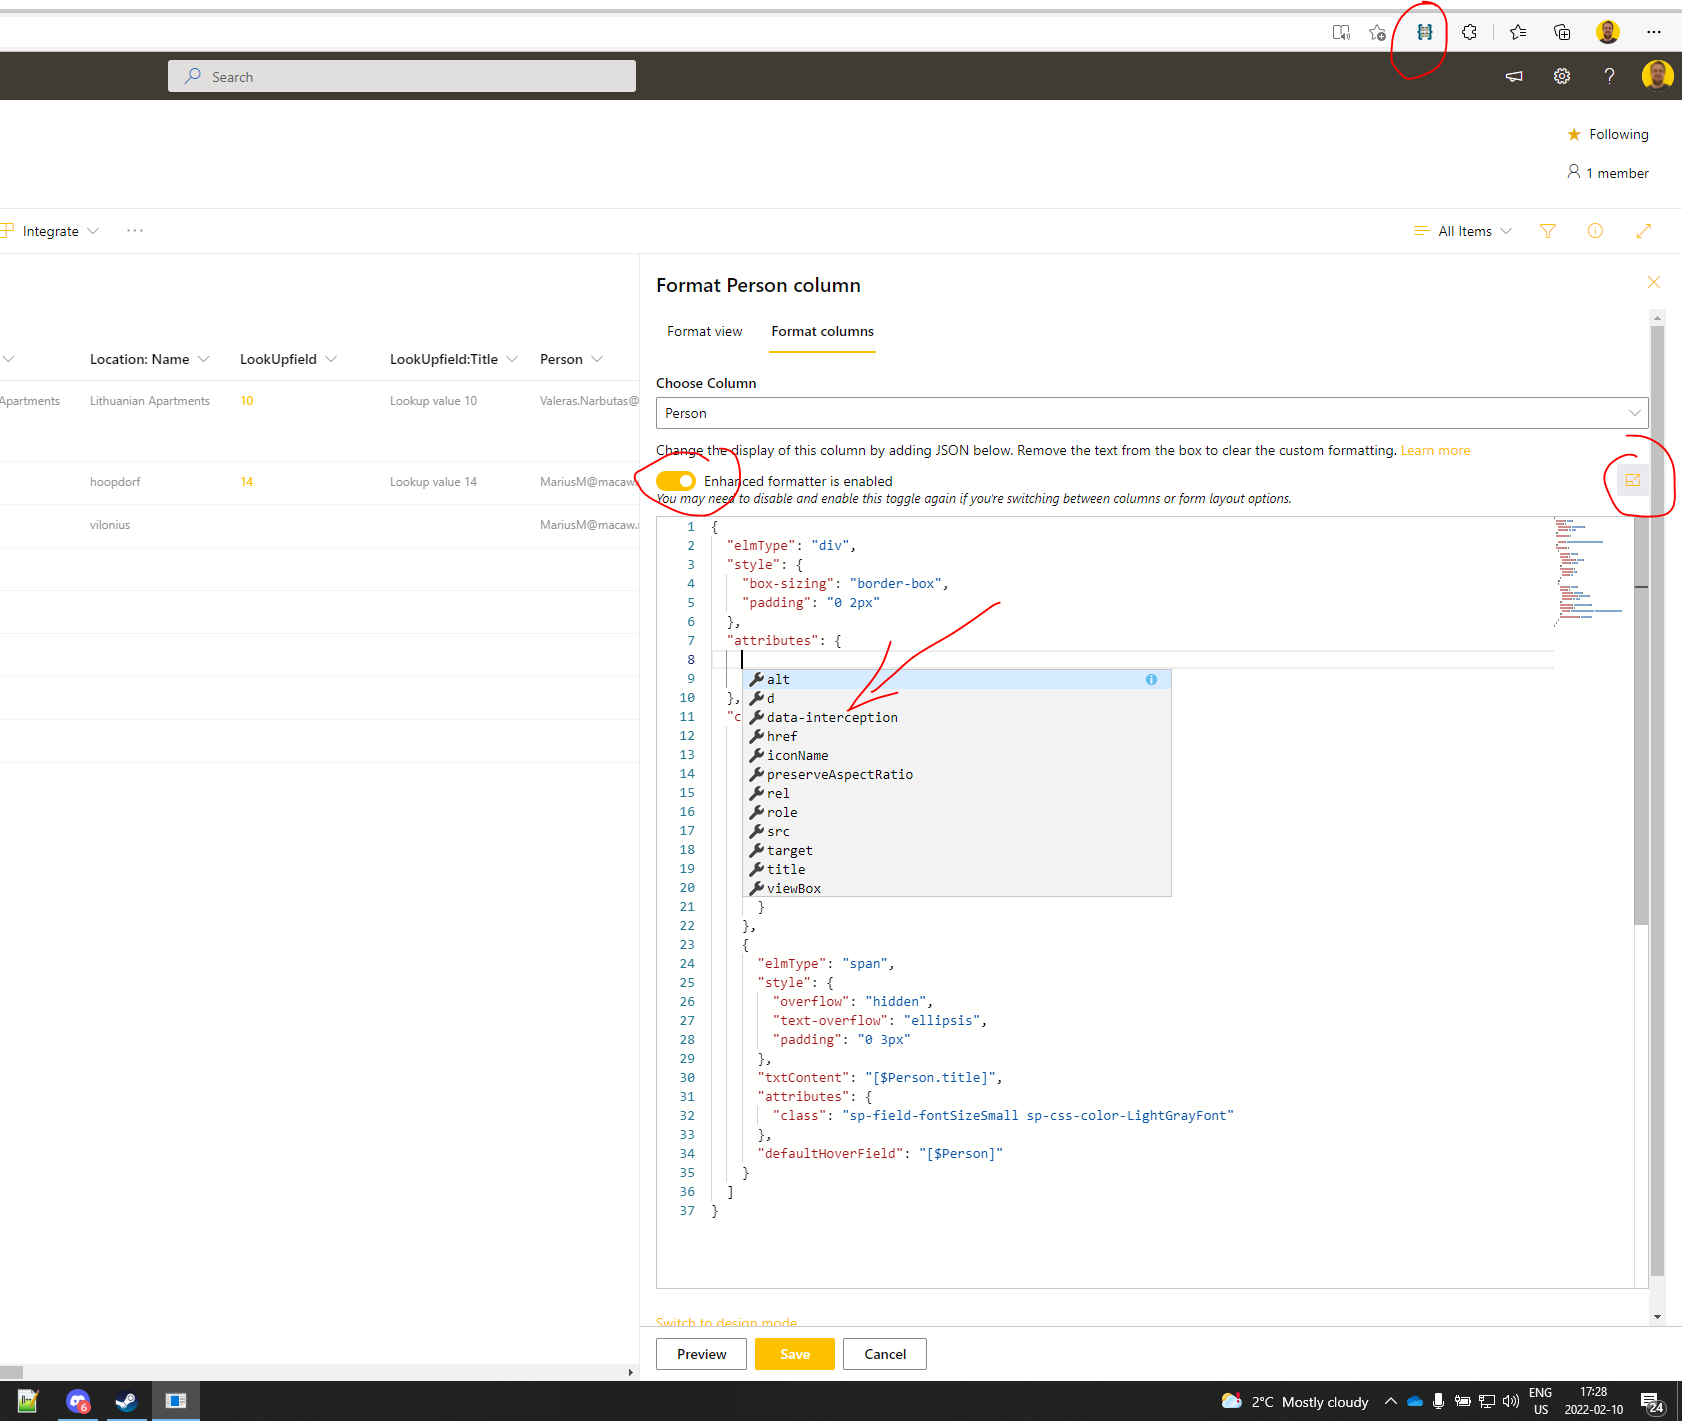 Search
Following
1 member
Integrate
All Items
Format Person column
Format view
Format columns
Location: Name
LookUpfield
LookUpfield:Title
Person
Apartments
Lithuanian Apartments
10
Lookup value 10
Valeras.Narbutas@
hoopdorf
14
Lookup value 14
MariusM@macaw.
vilonius
MariusM@macaw.
Choose Column
Person
Change the display of this column by adding JSON below. Remove the text from the box to clear the custom formatting. Learn more
Enhanced formatter is enabled
You may need to disable and enable this toggle again if you're switching between columns or form layout options.
1 {
2 "elmType": "div",
3 "style": {
4 "box-sizing": "border-box",
5 "padding": "0 2px"
6 },
7 "attributes": {
8
9 alt
10 }, d
11 "c data-interception
12 href
13 iconName
14 preserveAspectRatio
15 rel
16 role
17 src
18 target
19 title
20 viewBox
21 }
22 },
23 {
24 "elmType": "span",
25 "style": {
26 "overflow": "hidden",
27 "text-overflow": "ellipsis",
28 "padding": "0 3px"
29 },
30 "txtContent": "[$Person.title]",
31 "attributes": {
32 "class": "sp-field-fontSizeSmall sp-css-color-LightGrayFont"
33 },
34 "defaultHoverField": "[$Person]"
35 }
36 ]
37 }
Switch to design mode
Preview
Save
Cancel
6
2°C Mostly cloudy
ENG
US
17:28
2022-02-10
24